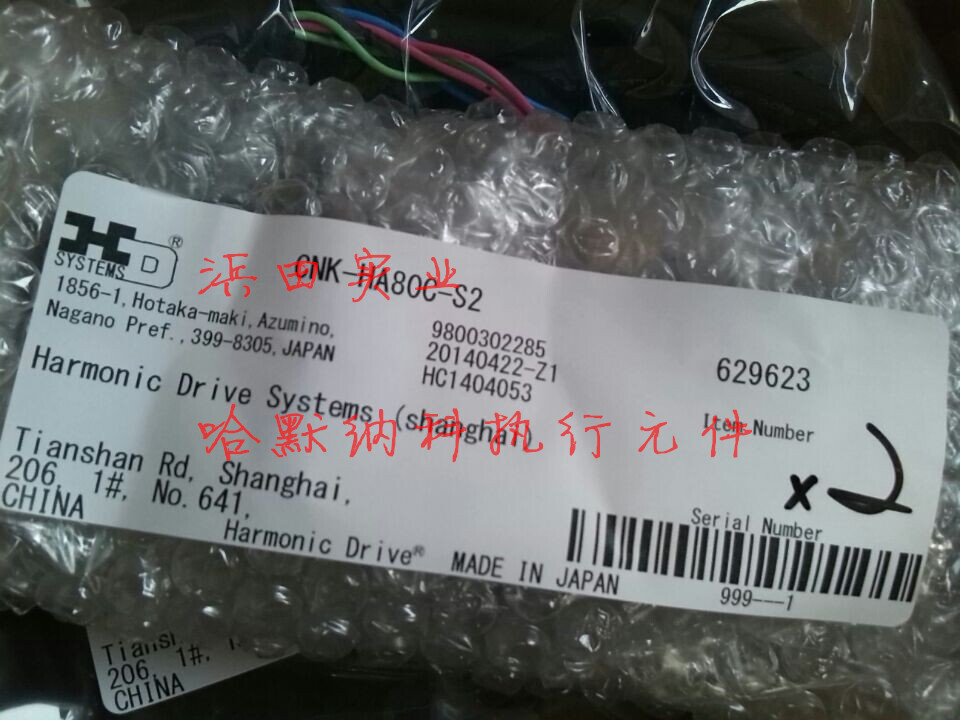 HD®
SYSTEMS
1856-1,Hotaka-maki,Azumino,
Nagano Pref.,399-8305,JAPAN
CNK-HA80C-S2
浜田实业
9800302285
20140422-Z1
HC1404053
629623
Item Number
Harmonic Drive Systems (shanghai)
哈默纳科执行元件
Tianshan Rd, Shanghai,
206, 1#, No.641,
CHINA
x2
Serial Number
999---1
Harmonic Drive® MADE IN JAPAN
206, 1#,
CHINA